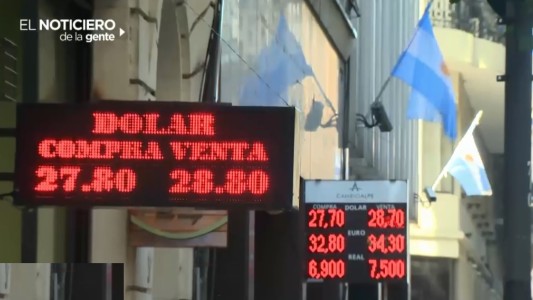 EL NOTICIERO
de la gente
DOLAR
COMPRA VENTA
27.80 28.80
COMPRA DOLAR VENTA
27,70 28,70
EURO
32,80 34,30
REAL
6,900 7,500